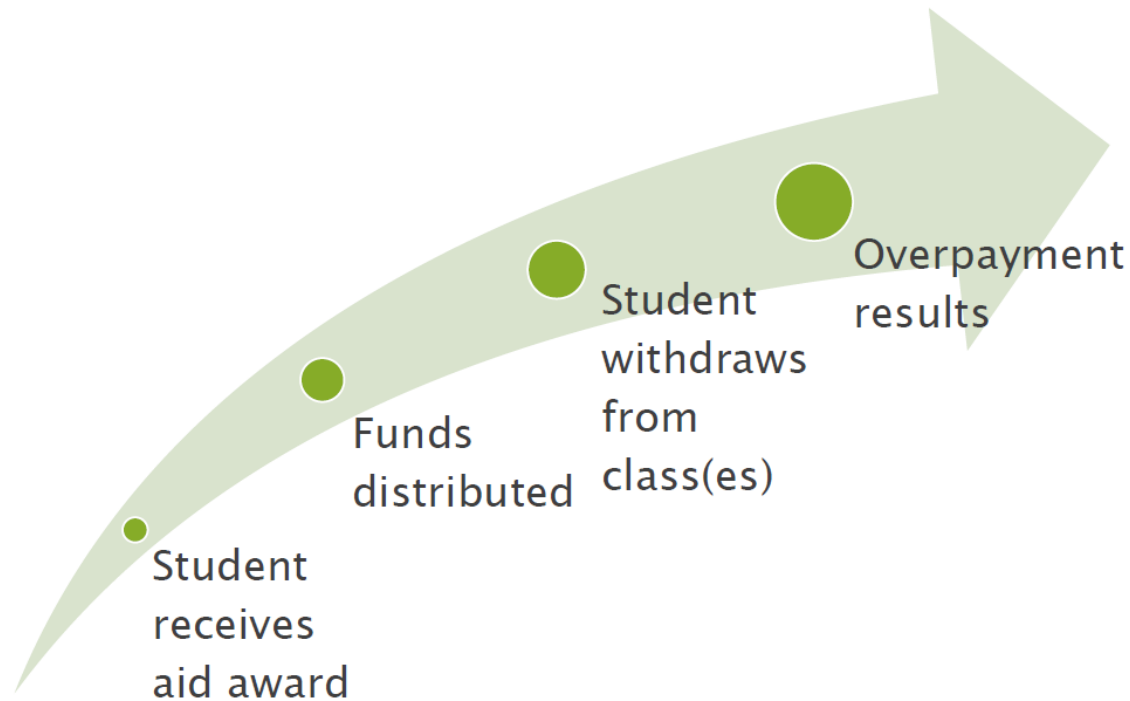 Student
receives
aid award
Funds
distributed
Student
withdraws
from
class(es)
Overpayment
results